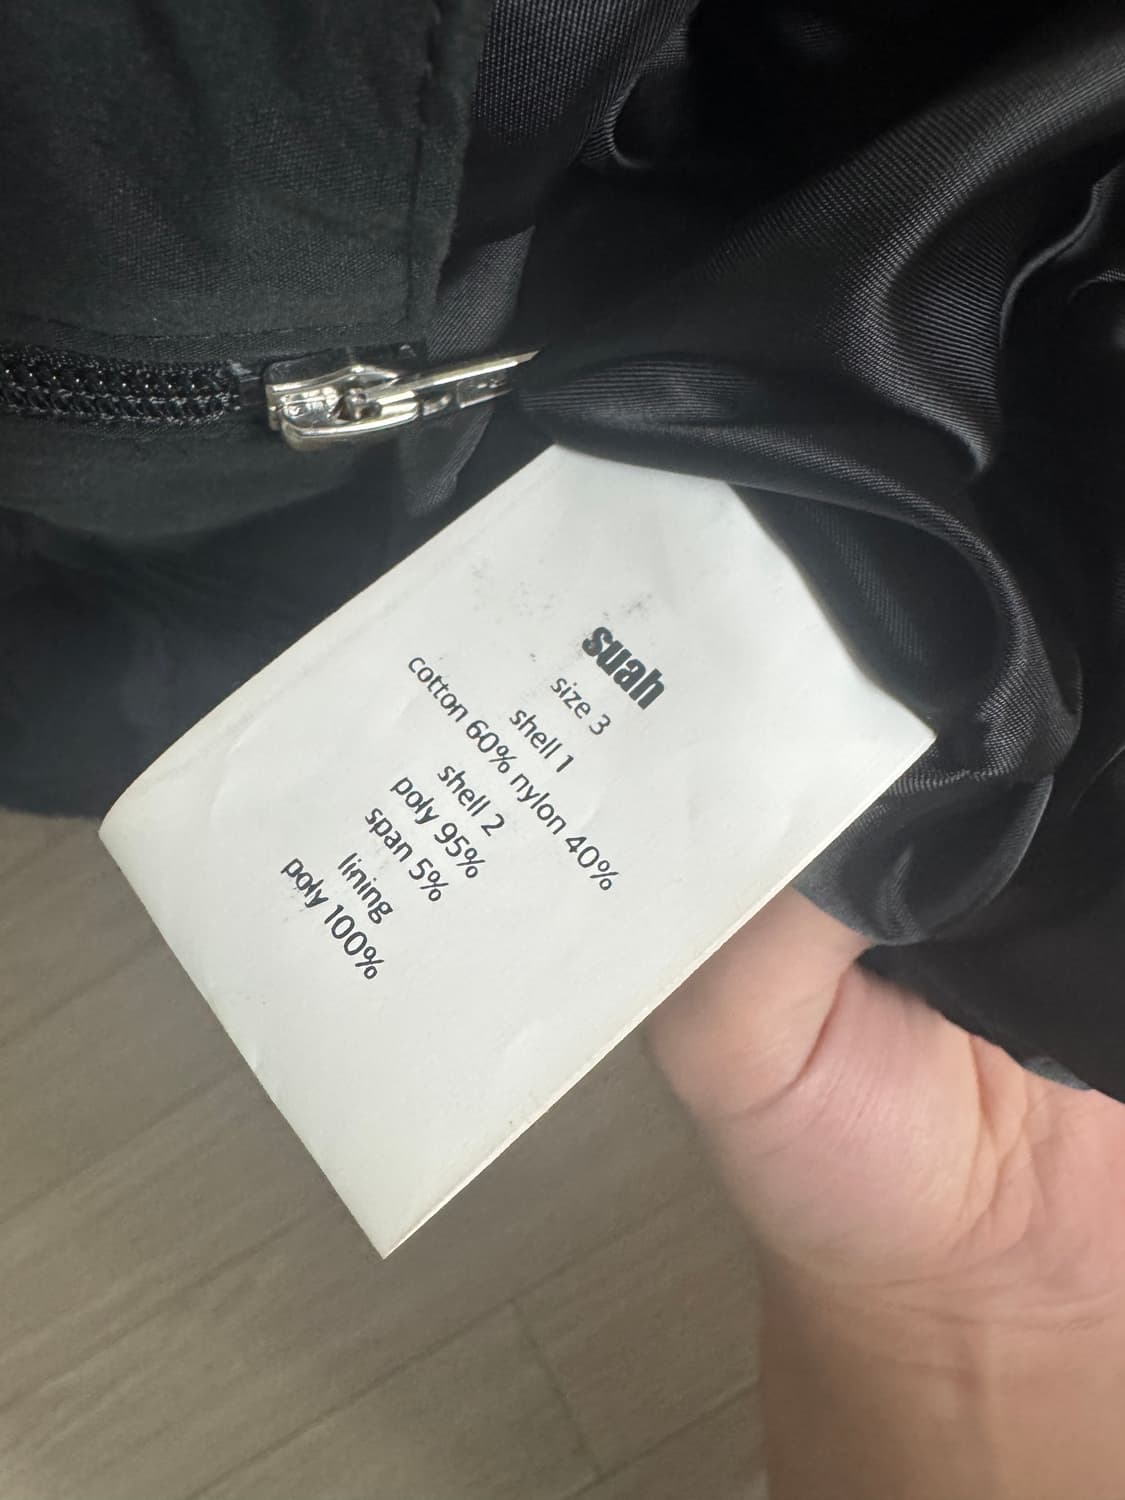 suah
size 3
shell 1
cotton 60% nylon 40%
shell 2
poly 95%
span 5%
lining
poly 100%